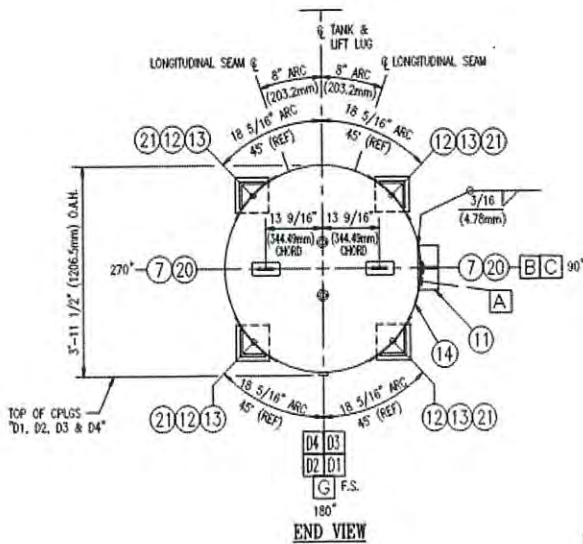 ℄ TANK &
LIFT LUG
LONGITUDINAL SEAM ℄
℄ LONGITUDINAL SEAM
8" ARC
(203.2mm)
8" ARC
(203.2mm)
18 5/16" ARC
45° (REF)
18 5/16" ARC
45° (REF)
21 12 13
12 13 21
3/16
(4.78mm)
13 9/16"
(344.49mm)
CHORD
13 9/16"
(344.49mm)
CHORD
3"-11 1/2" (1206.5mm) O.A.H.
270°
7 20
7 20
B C
90°
A
11
14
TOP OF CPLGS
"D1, D2, D3 & D4"
21 12 13
12 13 21
18 5/16" ARC
45° (REF)
18 5/16" ARC
45° (REF)
D4 D3
D2 D1
G F.S.
180°
END VIEW